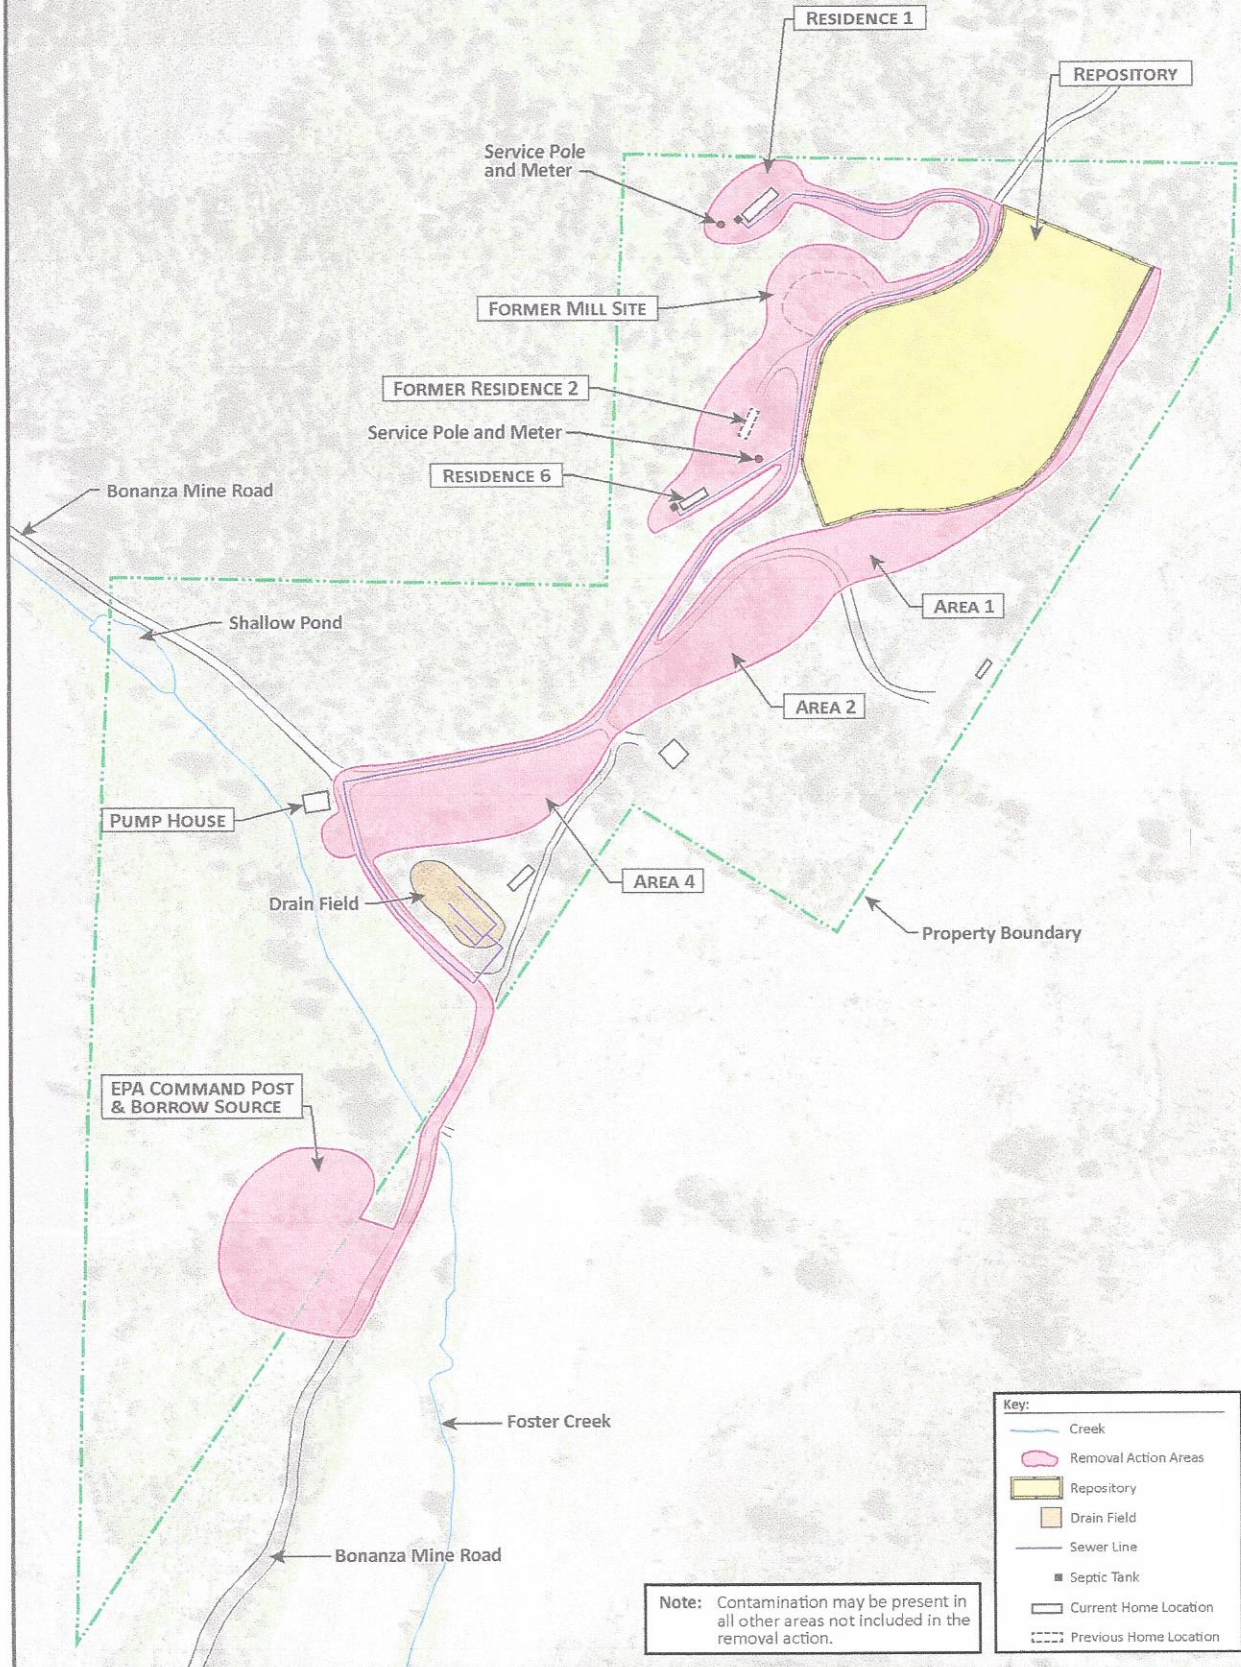 RESIDENCE 1
REPOSITORY
Service Pole
and Meter
FORMER MILL SITE
FORMER RESIDENCE 2
Service Pole and Meter
RESIDENCE 6
Bonanza Mine Road
Shallow Pond
AREA 1
AREA 2
PUMP HOUSE
AREA 4
Drain Field
Property Boundary
EPA COMMAND POST
& BORROW SOURCE
Foster Creek
Bonanza Mine Road
Key:
Creek
Removal Action Areas
Repository
Drain Field
Sewer Line
Septic Tank
Current Home Location
Previous Home Location
Note: Contamination may be present in
all other areas not included in the
removal action.